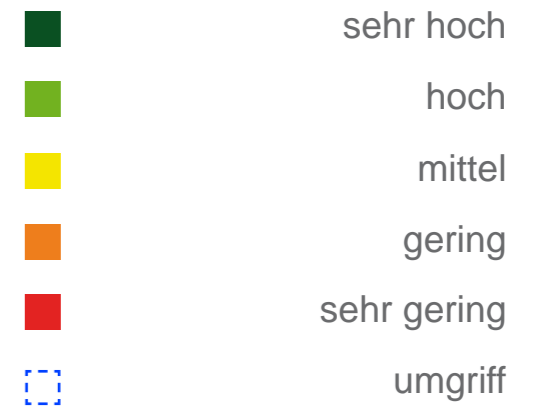 sehr hoch
hoch
mittel
gering
sehr gering
umgriff